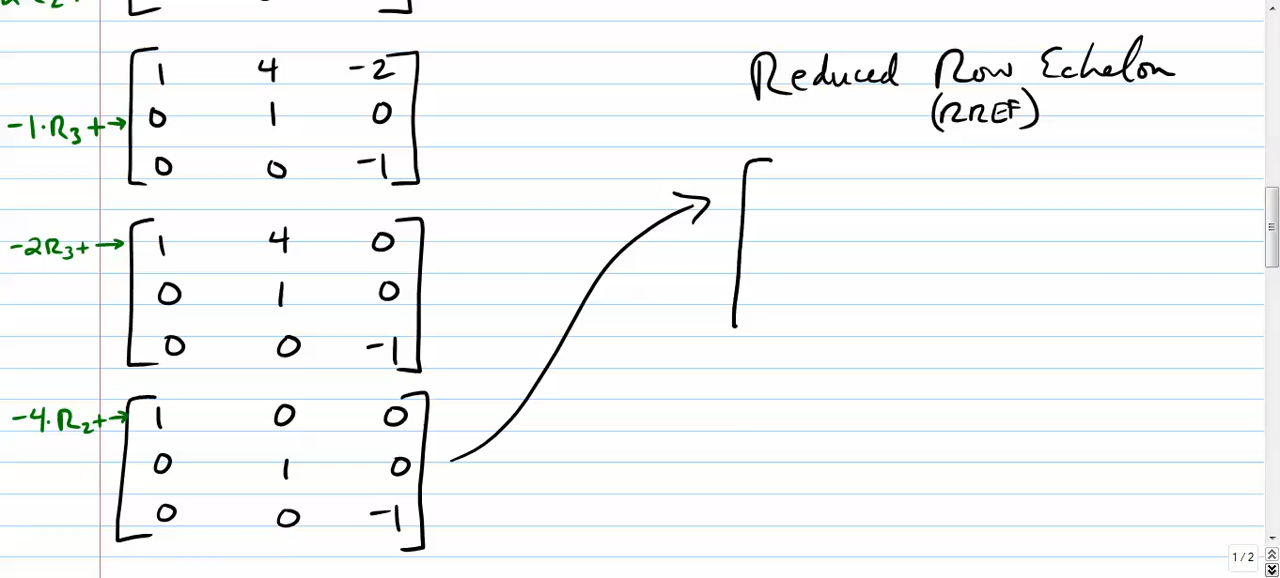 1 4 -2
-1·R3+→ 0 1 0
0 0 -1
-2R3+→ 1 4 0
0 1 0
0 0 -1
-4·R2+→ 1 0 0
0 1 0
0 0 -1
Reduced Row Echelon
(RREF)
1 / 2